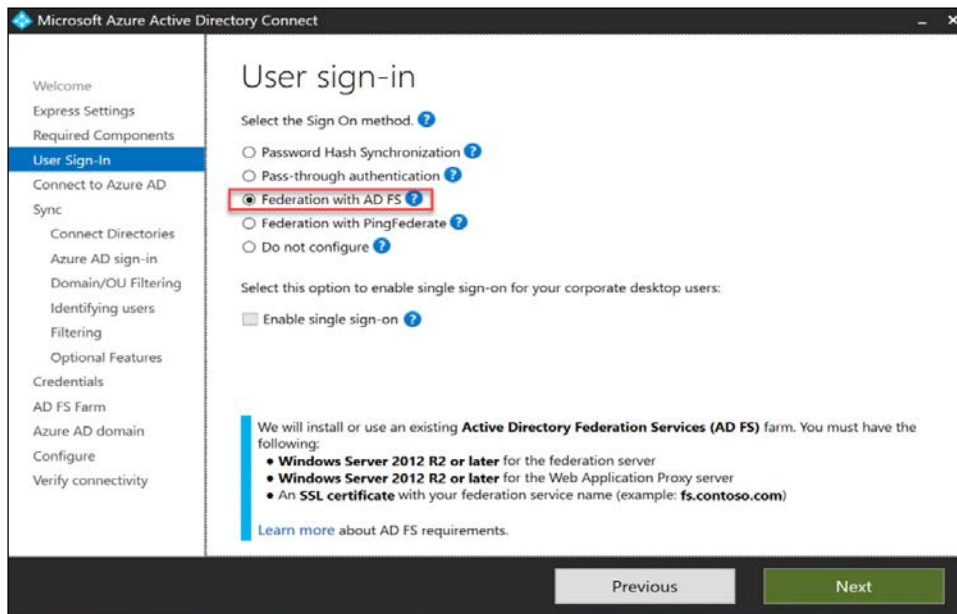 Microsoft Azure Active Directory Connect
Welcome
Express Settings
Required Components
User Sign-In
Connect to Azure AD
Sync
Connect Directories
Azure AD sign-in
Domain/OU Filtering
Identifying users
Filtering
Optional Features
Credentials
AD FS Farm
Azure AD domain
Configure
Verify connectivity
User sign-in
Select the Sign On method. ?
Password Hash Synchronization ?
Pass-through authentication ?
Federation with AD FS ?
Federation with PingFederate ?
Do not configure ?
Select this option to enable single sign-on for your corporate desktop users:
Enable single sign-on ?
We will install or use an existing Active Directory Federation Services (AD FS) farm. You must have the
following:
• Windows Server 2012 R2 or later for the federation server
• Windows Server 2012 R2 or later for the Web Application Proxy server
• An SSL certificate with your federation service name (example: fs.contoso.com)
Learn more about AD FS requirements.
Previous
Next